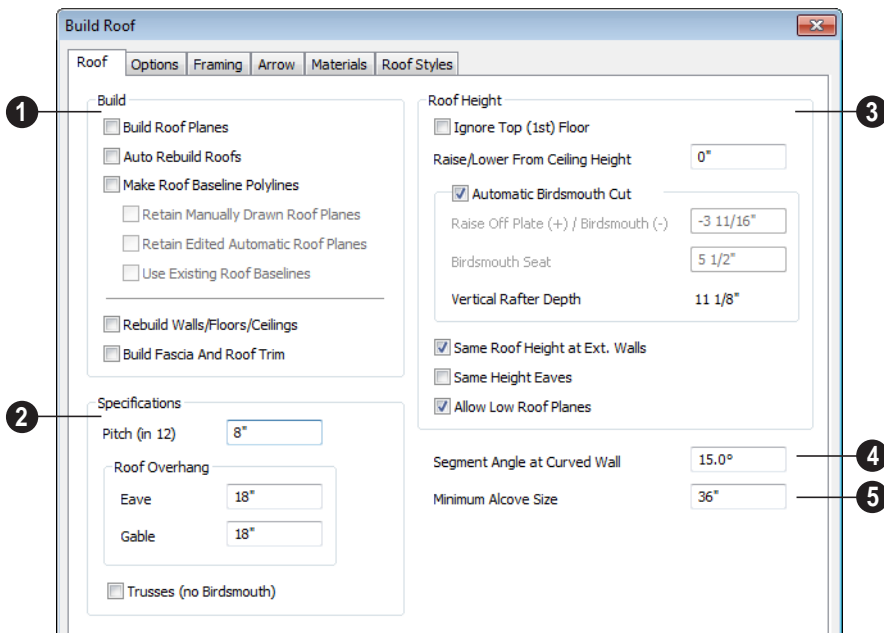 Build Roof
Roof Options Framing Arrow Materials Roof Styles
1
Build
Build Roof Planes
Auto Rebuild Roofs
Make Roof Baseline Polylines
Retain Manually Drawn Roof Planes
Retain Edited Automatic Roof Planes
Use Existing Roof Baselines
Rebuild Walls/Floors/Ceilings
Build Fascia And Roof Trim
2
Specifications
Pitch (in 12) 8"
Roof Overhang
Eave 18"
Gable 18"
Trusses (no Birdsmouth)
3
Roof Height
Ignore Top (1st) Floor
Raise/Lower From Ceiling Height 0"
Automatic Birdsmouth Cut
Raise Off Plate (+) / Birdsmouth (-) -3 11/16"
Birdsmouth Seat 5 1/2"
Vertical Rafter Depth 11 1/8"
Same Roof Height at Ext. Walls
Same Height Eaves
Allow Low Roof Planes
Segment Angle at Curved Wall 15.0° 4
Minimum Alcove Size 36" 5